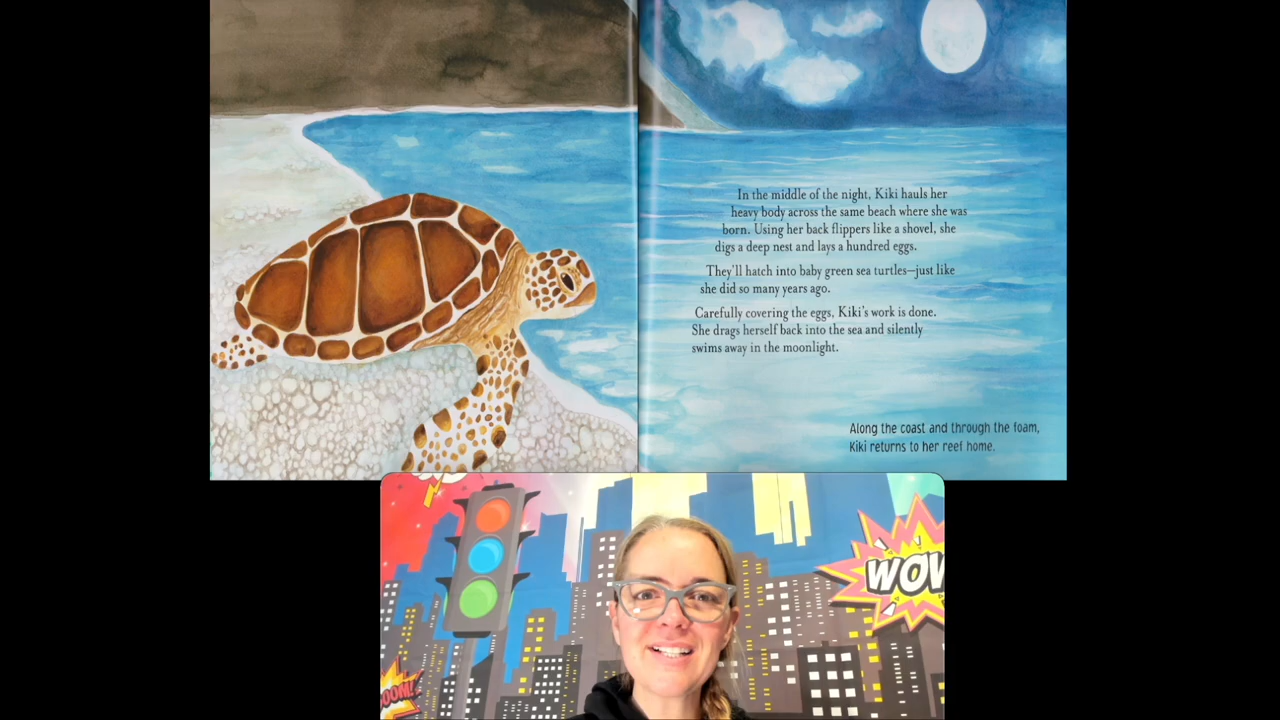 In the middle of the night, Kiki hauls her
heavy body across the same beach where she was
born. Using her back flippers like a shovel, she
digs a deep nest and lays a hundred eggs.
They'll hatch into baby green sea turtles—just like
she did so many years ago.
Carefully covering the eggs, Kiki's work is done.
She drags herself back into the sea and silently
swims away in the moonlight.
Along the coast and through the foam,
Kiki returns to her reef home.
WOW
BOOM!